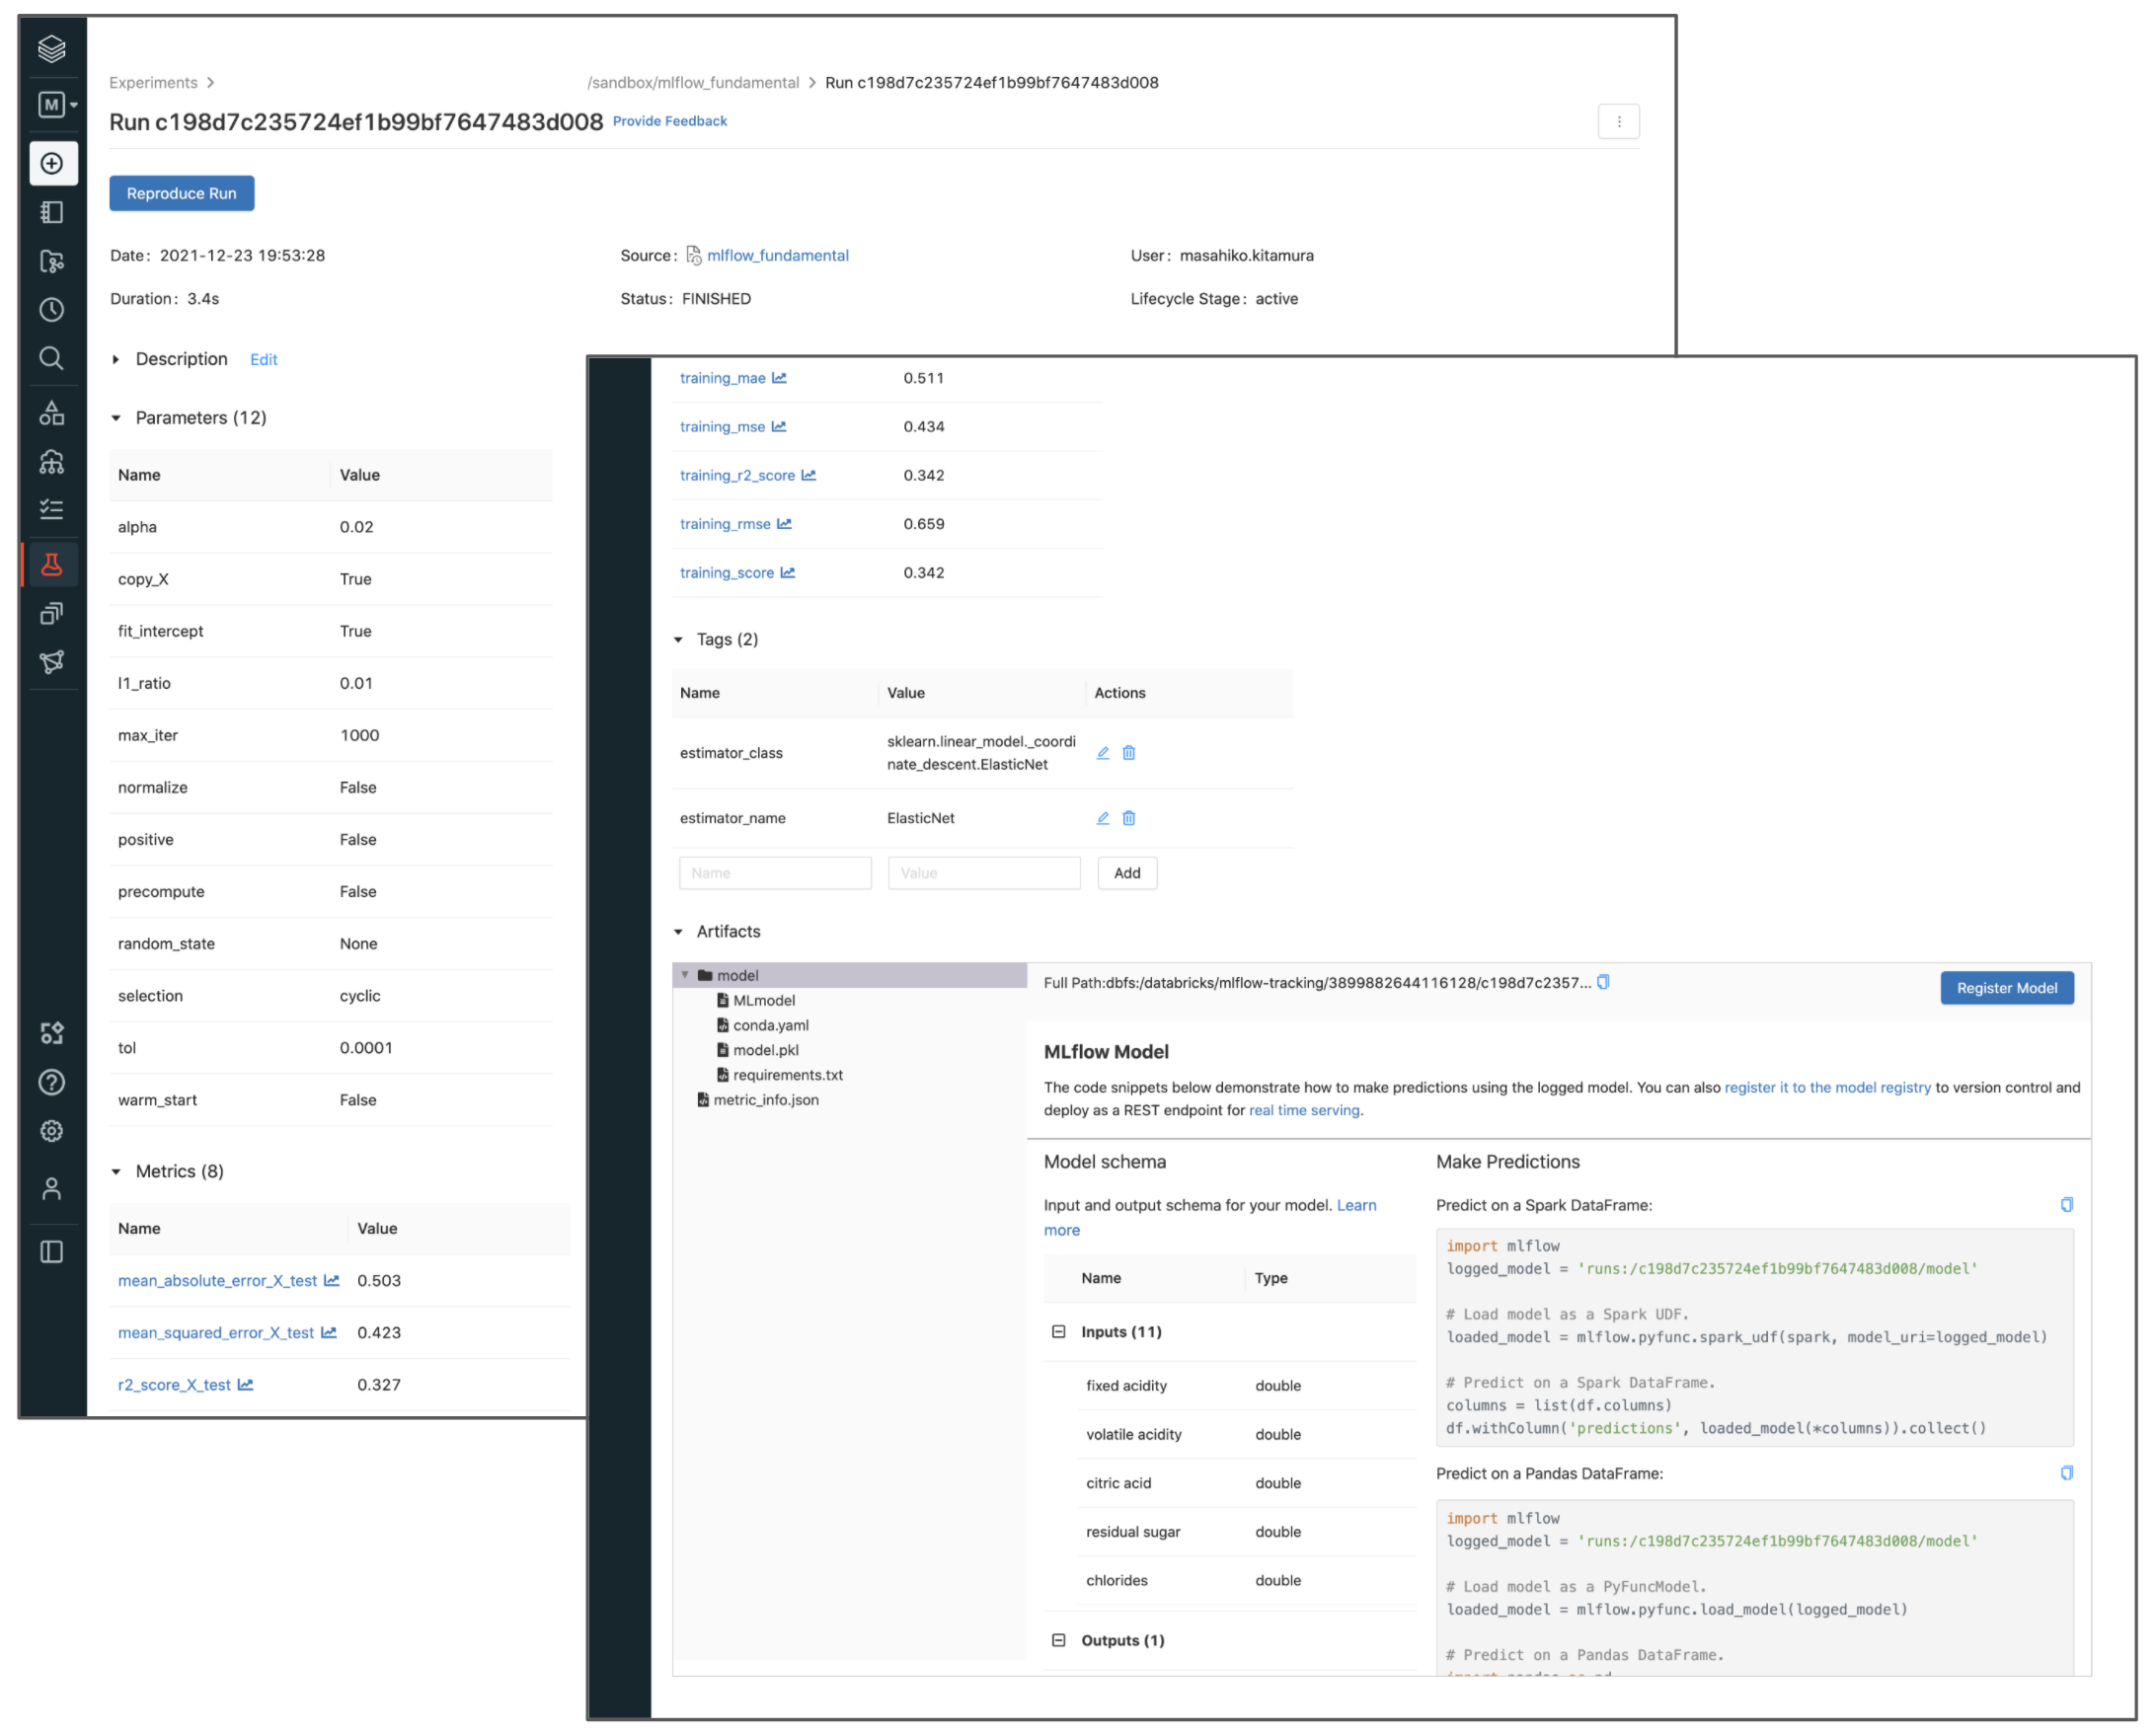 M
Experiments > /sandbox/mlflow_fundamental > Run c198d7c235724ef1b99bf7647483d008
Run c198d7c235724ef1b99bf7647483d008 Provide Feedback
Reproduce Run
Date: 2021-12-23 19:53:28 Source: mlflow_fundamental User: masahiko.kitamura
Duration: 3.4s Status: FINISHED Lifecycle Stage: active
Description Edit
Parameters (12)
Name Value
alpha 0.02
copy_X True
fit_intercept True
l1_ratio 0.01
max_iter 1000
normalize False
positive False
precompute False
random_state None
selection cyclic
tol 0.0001
warm_start False
Metrics (8)
Name Value
mean_absolute_error_X_test 0.503
mean_squared_error_X_test 0.423
r2_score_X_test 0.327
training_mae 0.511
training_mse 0.434
training_r2_score 0.342
training_rmse 0.659
training_score 0.342
Tags (2)
Name Value Actions
estimator_class sklearn.linear_model._coordi
nate_descent.ElasticNet
estimator_name ElasticNet
Name Value Add
Artifacts
model
MLmodel
conda.yaml
model.pkl
requirements.txt
metric_info.json
Full Path:dbfs:/databricks/mlflow-tracking/3899882644116128/c198d7c2357...
Register Model
MLflow Model
The code snippets below demonstrate how to make predictions using the logged model. You can also register it to the model registry to version control and
deploy as a REST endpoint for real time serving.
Model schema
Input and output schema for your model. Learn
more
Name Type
Inputs (11)
fixed acidity double
volatile acidity double
citric acid double
residual sugar double
chlorides double
Outputs (1)
Make Predictions
Predict on a Spark DataFrame:
import mlflow
logged_model = 'runs:/c198d7c235724ef1b99bf7647483d008/model'
# Load model as a Spark UDF.
loaded_model = mlflow.pyfunc.spark_udf(spark, model_uri=logged_model)
# Predict on a Spark DataFrame.
columns = list(df.columns)
df.withColumn('predictions', loaded_model(*columns)).collect()
Predict on a Pandas DataFrame:
import mlflow
logged_model = 'runs:/c198d7c235724ef1b99bf7647483d008/model'
# Load model as a PyFuncModel.
loaded_model = mlflow.pyfunc.load_model(logged_model)
# Predict on a Pandas DataFrame.